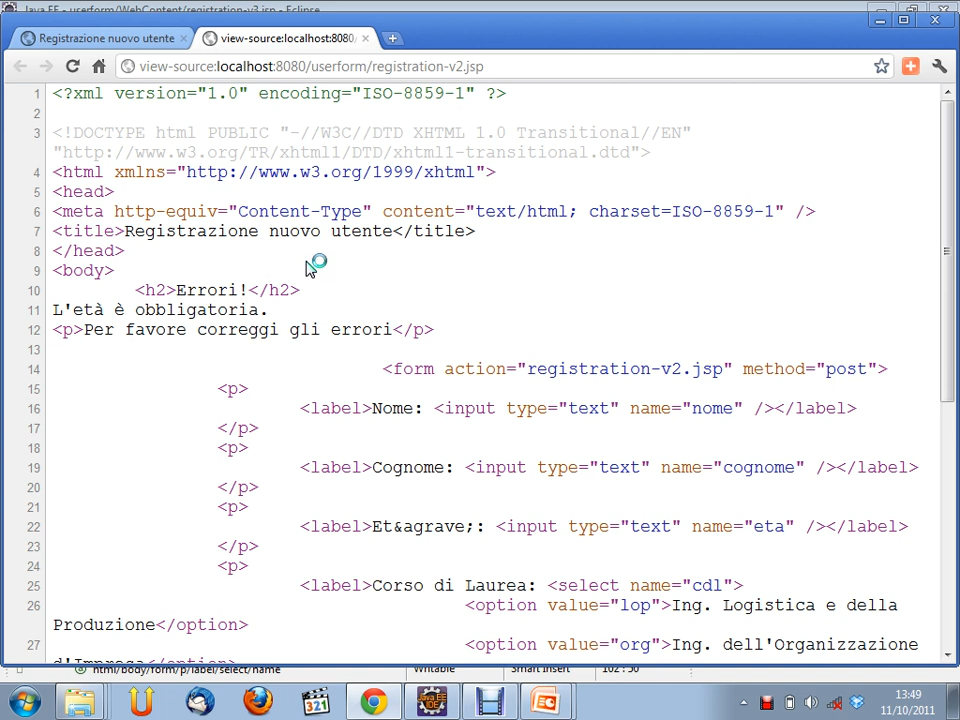 Java EE - userform/WebContent/registration-v3.jsp - Eclipse
Registrazione nuovo utente
view-source:localhost:8080/
view-source:localhost:8080/userform/registration-v2.jsp
1 <?xml version="1.0" encoding="ISO-8859-1" ?>
2
3 <!DOCTYPE html PUBLIC "-//W3C//DTD XHTML 1.0 Transitional//EN"
"http://www.w3.org/TR/xhtml1/DTD/xhtml1-transitional.dtd">
4 <html xmlns="http://www.w3.org/1999/xhtml">
5 <head>
6 <meta http-equiv="Content-Type" content="text/html; charset=ISO-8859-1" />
7 <title>Registrazione nuovo utente</title>
8 </head>
9 <body>
10 <h2>Errori!</h2>
11 L'età è obbligatoria.
12 <p>Per favore correggi gli errori</p>
13
14 <form action="registration-v2.jsp" method="post">
15 <p>
16 <label>Nome: <input type="text" name="nome" /></label>
17 </p>
18 <p>
19 <label>Cognome: <input type="text" name="cognome" /></label>
20 </p>
21 <p>
22 <label>Et&agrave;: <input type="text" name="eta" /></label>
23 </p>
24 <p>
25 <label>Corso di Laurea: <select name="cdl">
26 <option value="lop">Ing. Logistica e della
Produzione</option>
27 <option value="org">Ing. dell'Organizzazione
d'Impresa</option>
html/body/form/p/label/select/name
Writable
Smart Insert
102 : 50
321
Java EE
IDE
13:49
11/10/2011